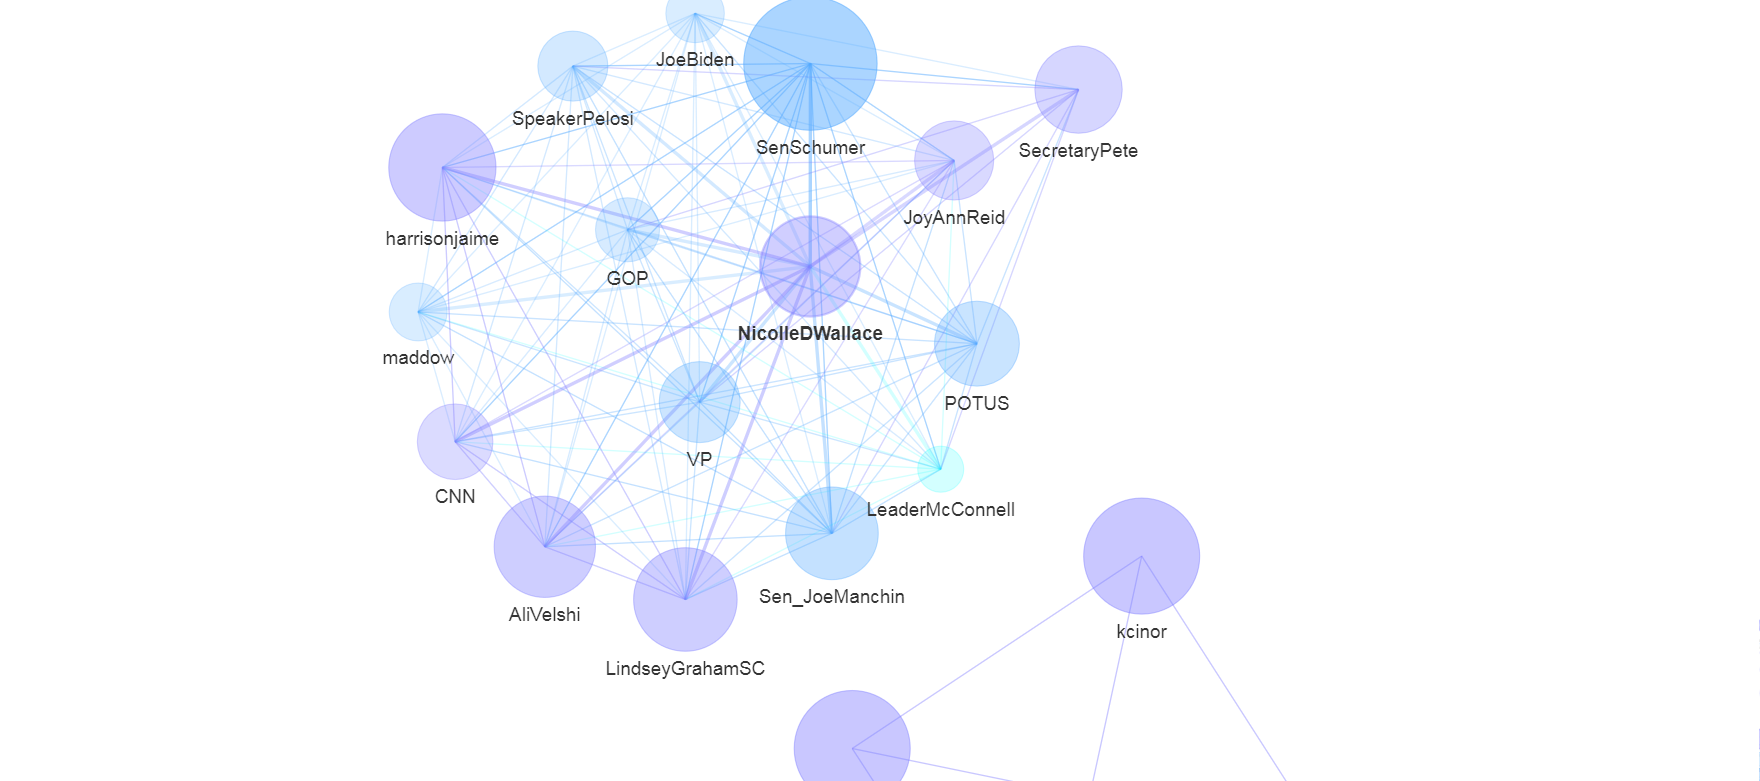 JoeBiden
SpeakerPelosi
SenSchumer
SecretaryPete
JoyAnnReid
harrisonjaime
GOP
NicolleDWallace
maddow
POTUS
VP
CNN
LeaderMcConnell
Sen_JoeManchin
AliVelshi
kcinor
LindseyGrahamSC